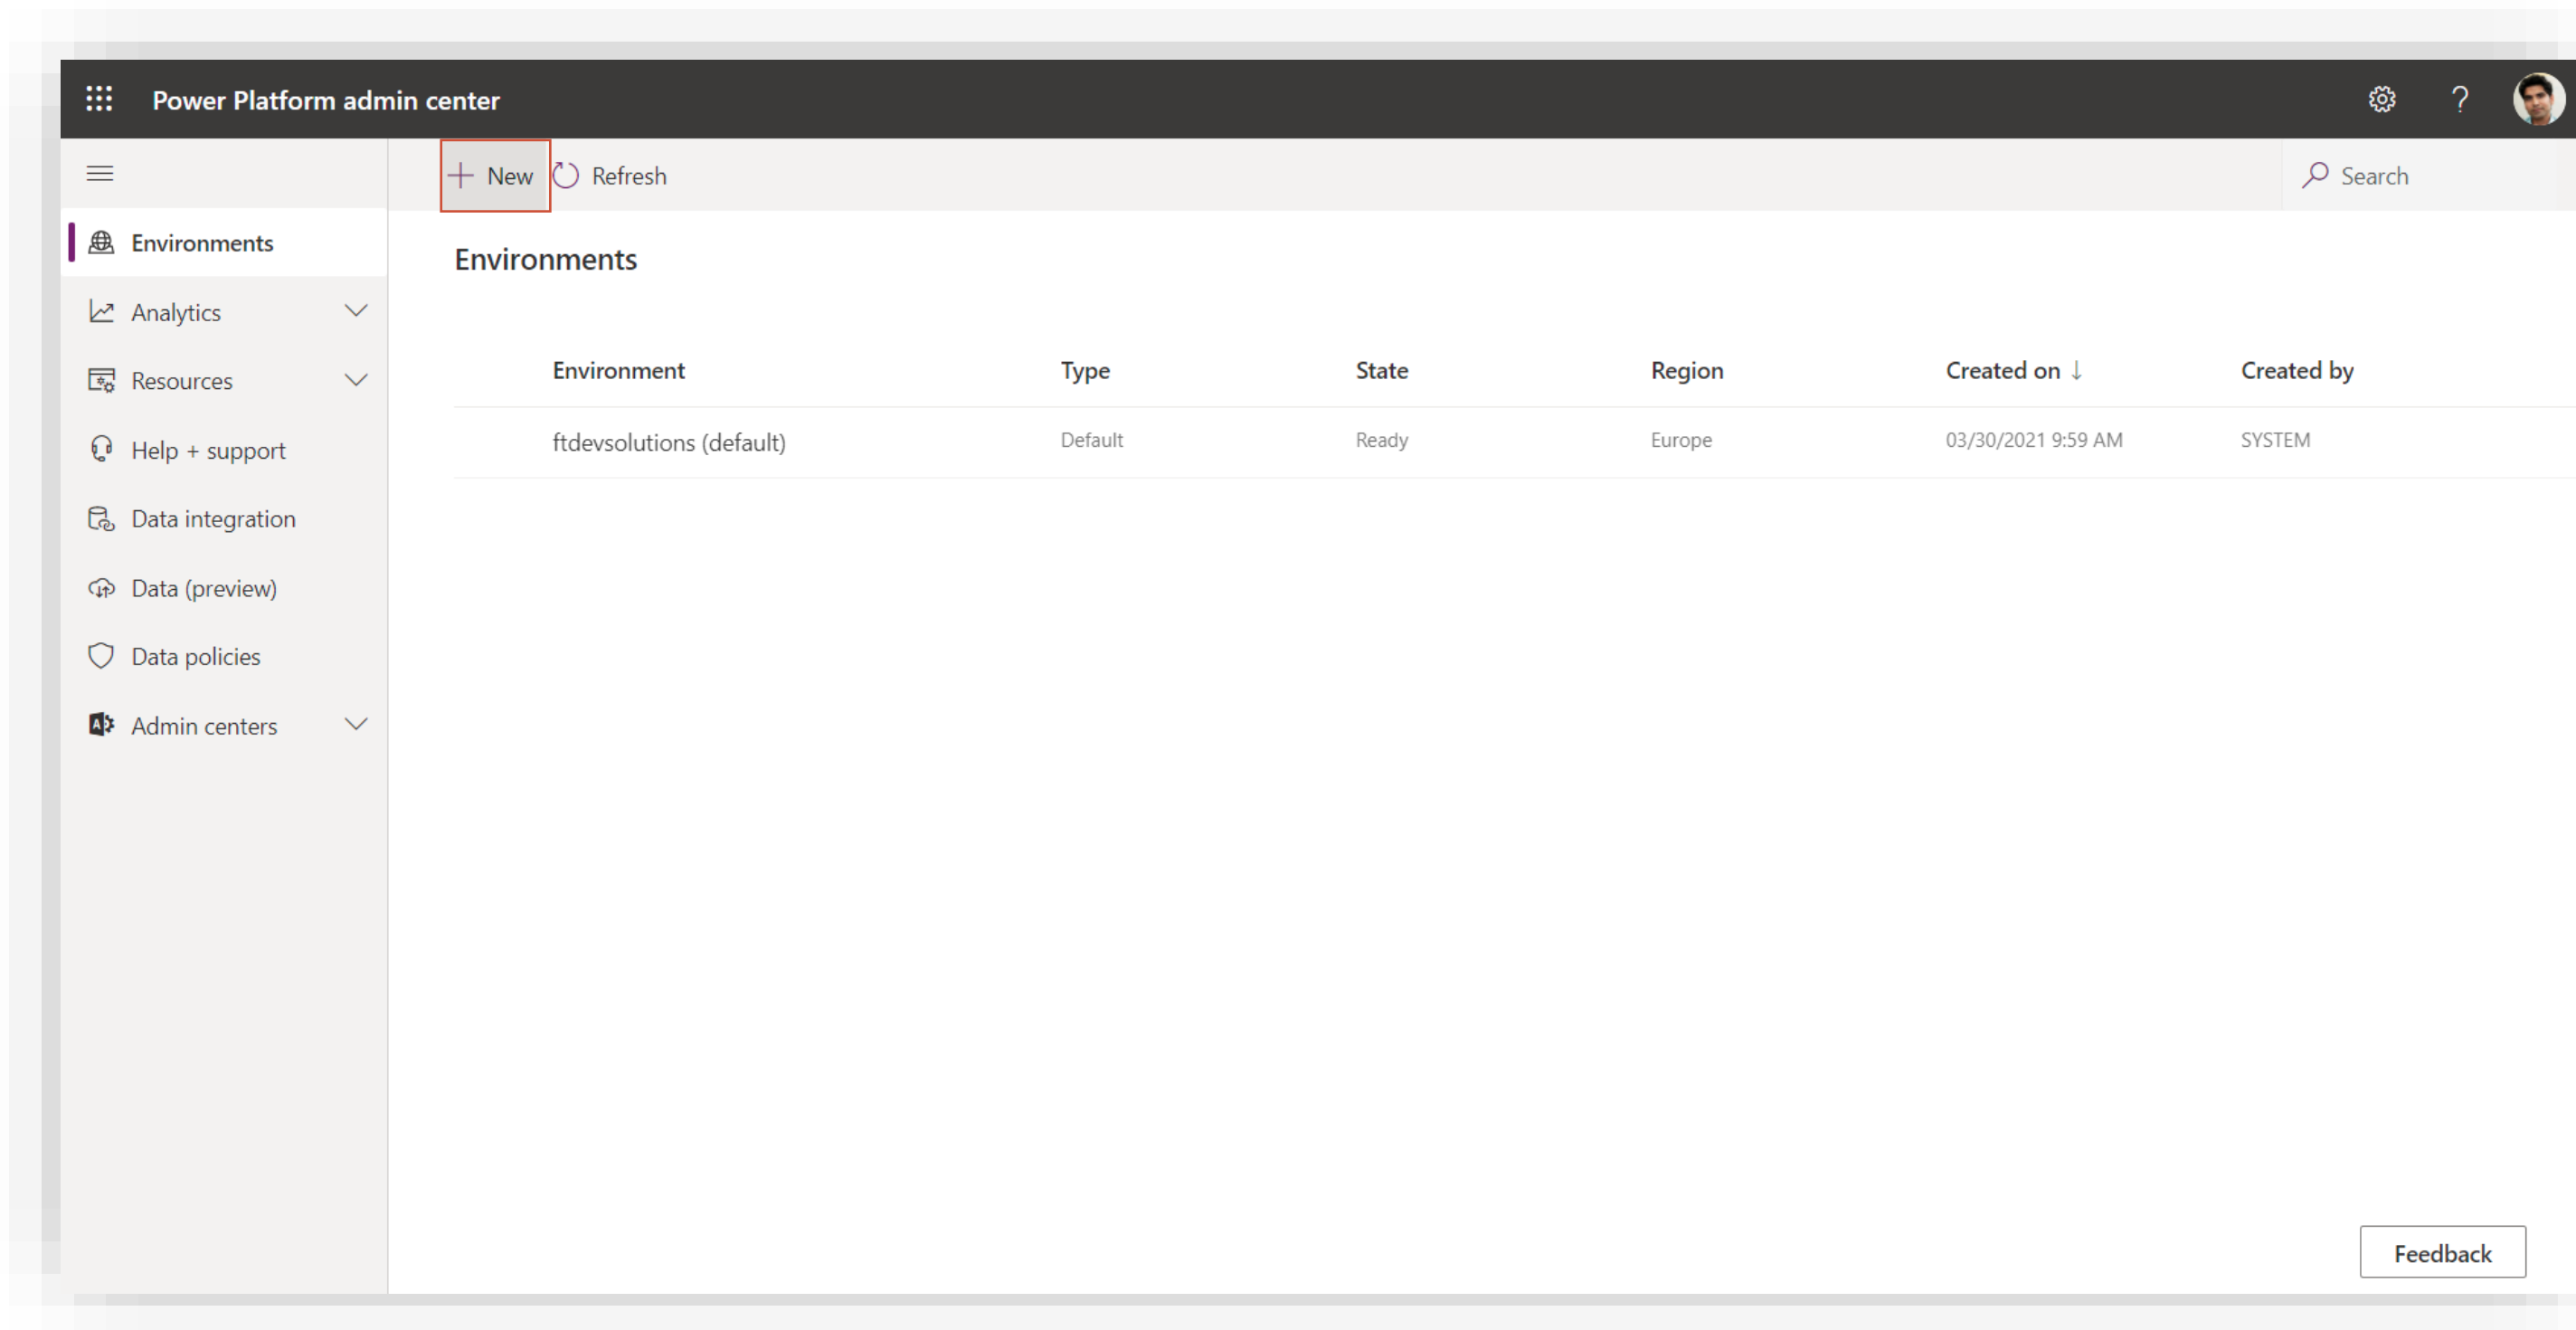 Power Platform admin center
New Refresh Search
Environments
Analytics
Resources
Help + support
Data integration
Data (preview)
Data policies
Admin centers
Environments
Environment Type State Region Created on ↓ Created by
ftdevsolutions (default) Default Ready Europe 03/30/2021 9:59 AM SYSTEM
Feedback